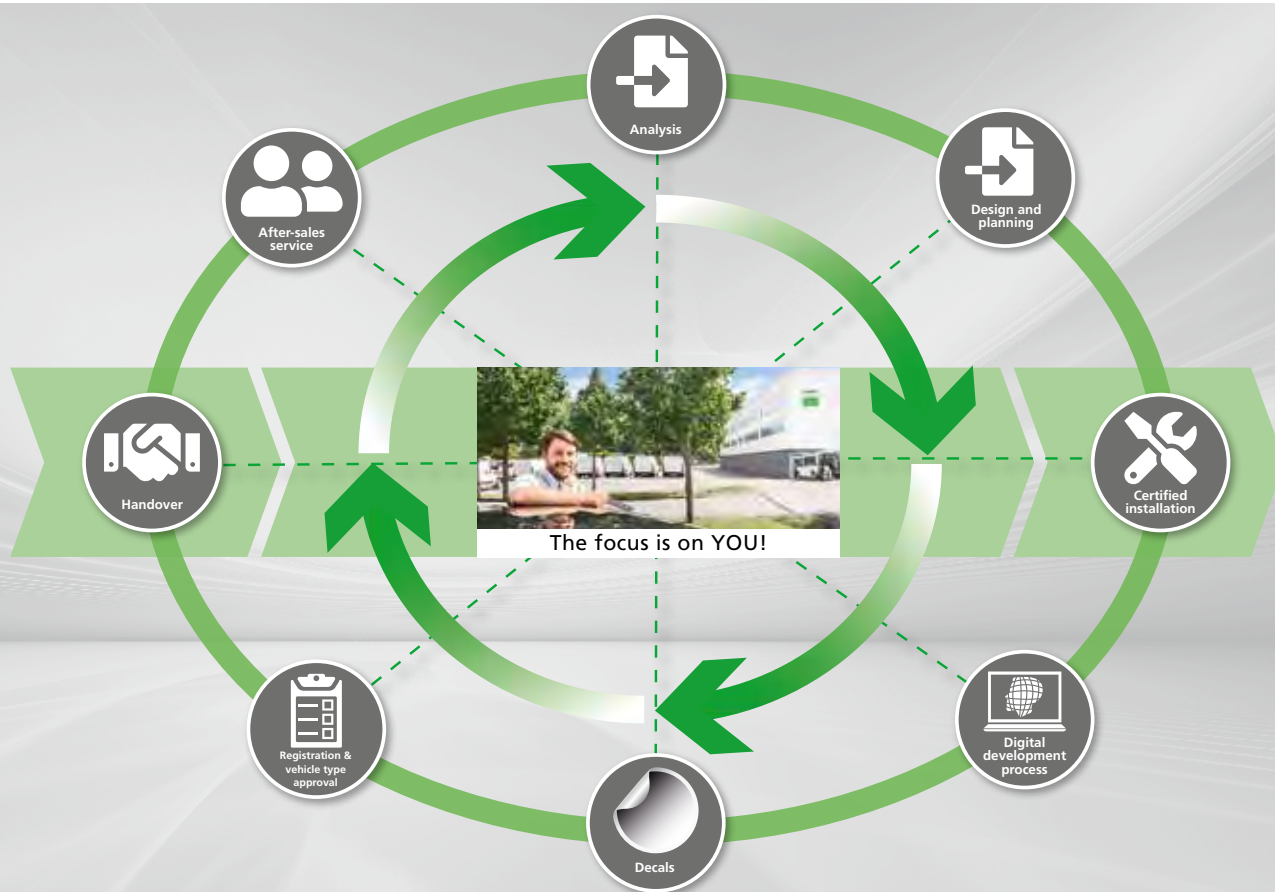 Analysis
Design and
planning
After-sales
service
Handover
Certified
installation
The focus is on YOU!
Digital
development
process
Registration &
vehicle type
approval
Decals